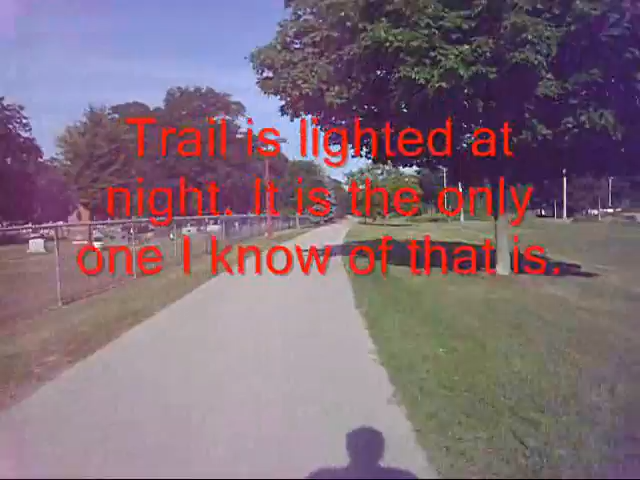 Trail is lighted at
night. It is the only
one I know of that is.